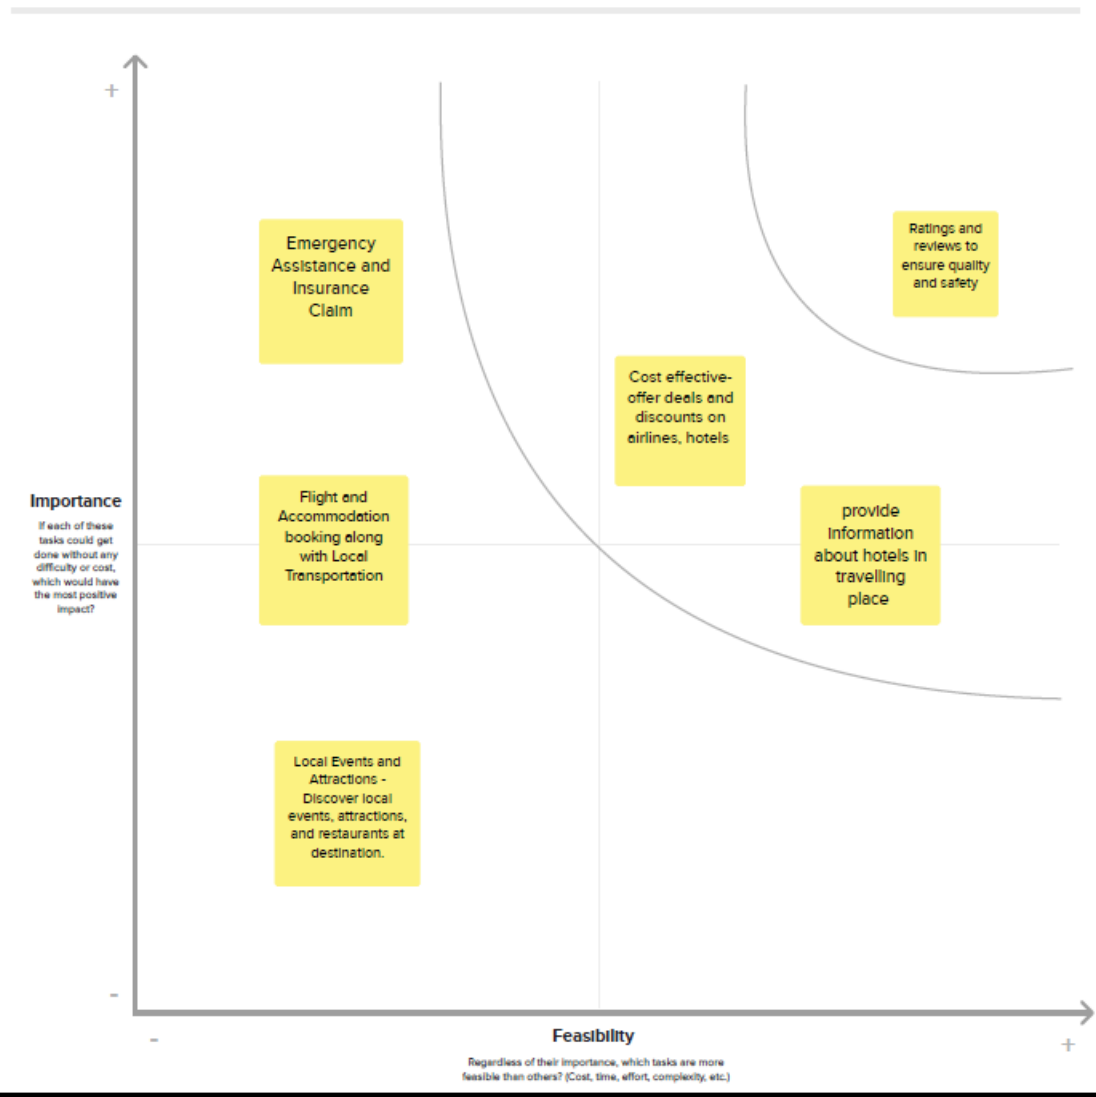 +
Emergency
Assistance and
Insurance
Claim
Ratings and
reviews to
ensure quality
and safety
Cost effective-
offer deals and
discounts on
airlines, hotels
Importance
If each of these
tasks could get
done without any
difficulty or cost,
which would have
the most positive
impact?
Flight and
Accommodation
booking along
with Local
Transportation
provide
information
about hotels in
travelling
place
Local Events and
Attractions -
Discover local
events, attractions,
and restaurants at
destination.
-
-
Feasibility
+
Regardless of their importance, which tasks are more
feasible than others? (Cost, time, effort, complexity, etc.)